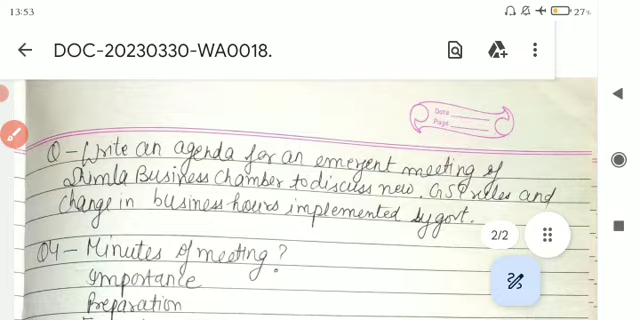 13:53
27%
DOC-20230330-WA0018.
Date
Page
Q - Write an agenda for an emergent meeting of
Shimla Business Chamber to discuss new GST rules and
change in business hours implemented by govt.
2/2
Q4 - Minutes of meeting?
Importance
Preparation